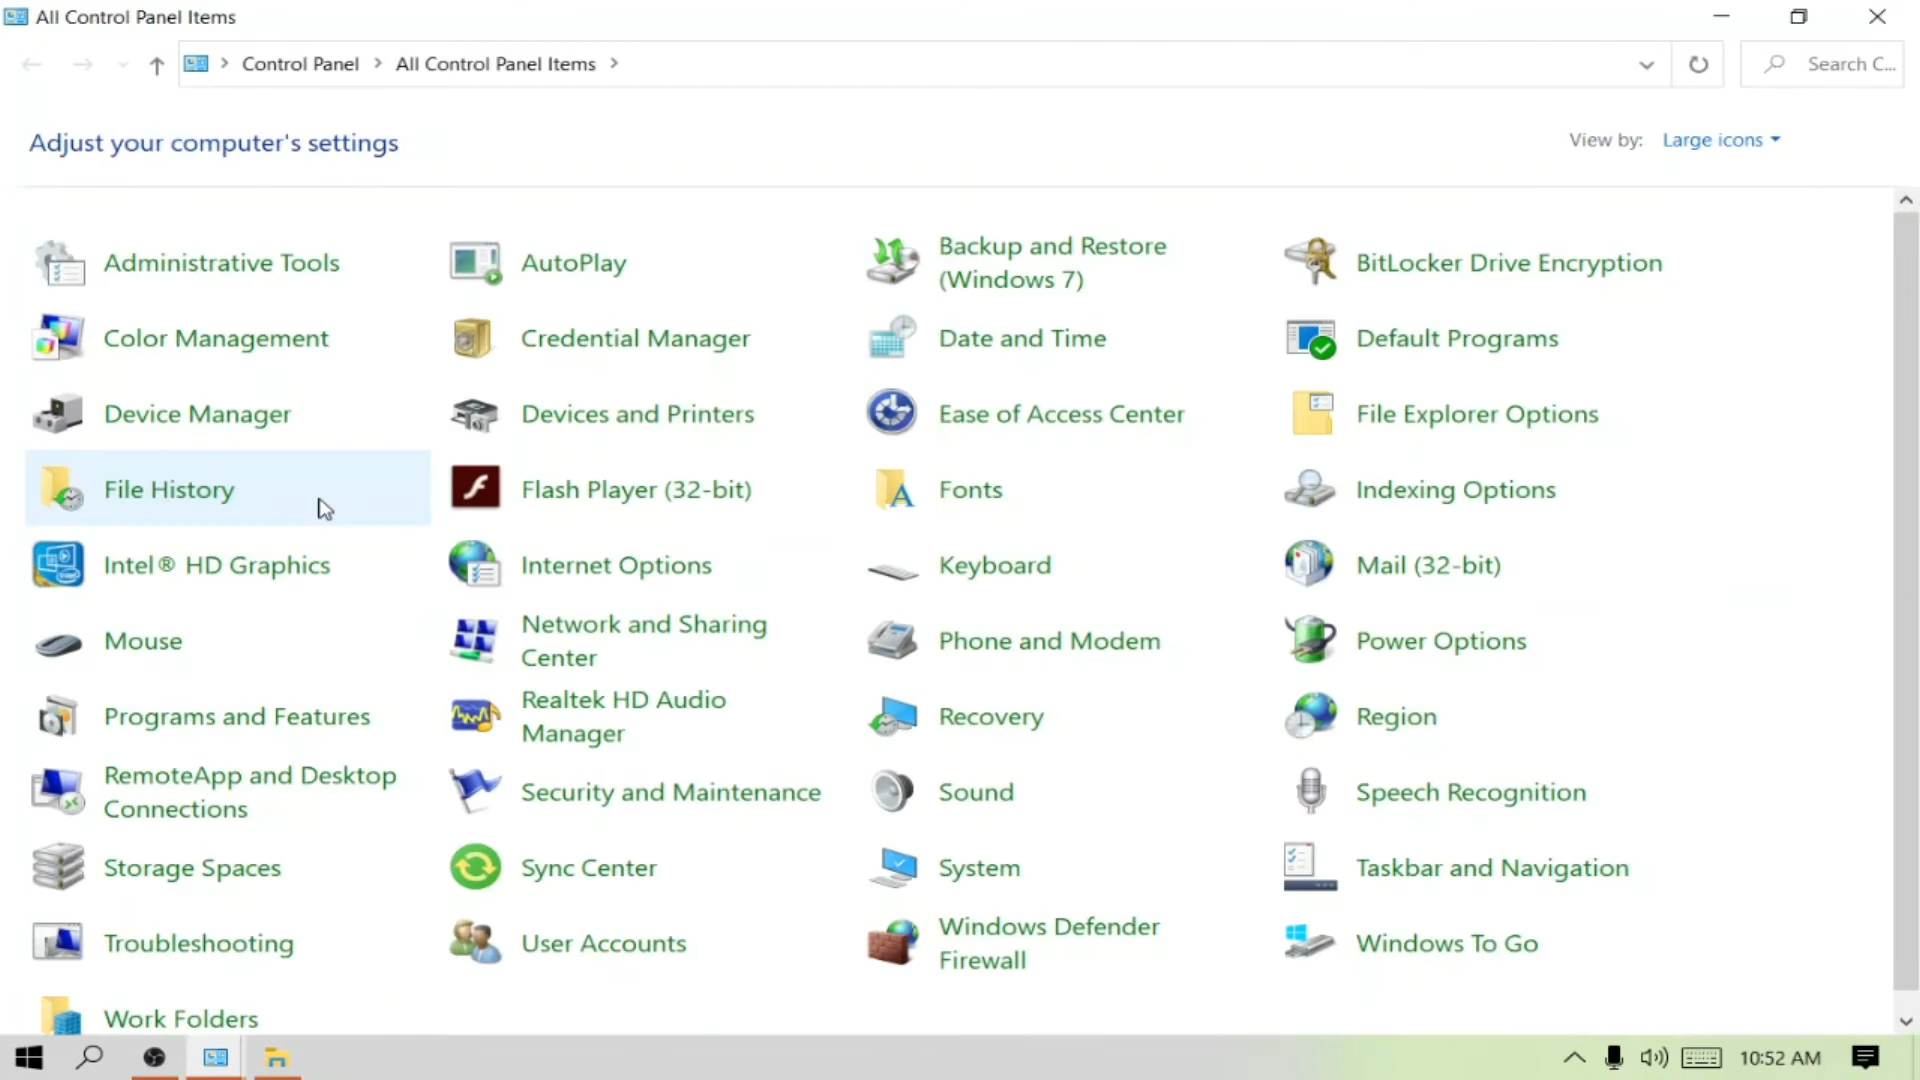 All Control Panel Items
Control Panel
All Control Panel Items
Search C...
Adjust your computer's settings
View by:
Large icons
Administrative Tools
AutoPlay
Backup and Restore
(Windows 7)
BitLocker Drive Encryption
Color Management
Credential Manager
Date and Time
Default Programs
Device Manager
Devices and Printers
Ease of Access Center
File Explorer Options
File History
Flash Player (32-bit)
Fonts
Indexing Options
Intel® HD Graphics
Internet Options
Keyboard
Mail (32-bit)
Mouse
Network and Sharing
Center
Phone and Modem
Power Options
Programs and Features
Realtek HD Audio
Manager
Recovery
Region
RemoteApp and Desktop
Connections
Security and Maintenance
Sound
Speech Recognition
Storage Spaces
Sync Center
System
Taskbar and Navigation
Troubleshooting
User Accounts
Windows Defender
Firewall
Windows To Go
Work Folders
10:52 AM